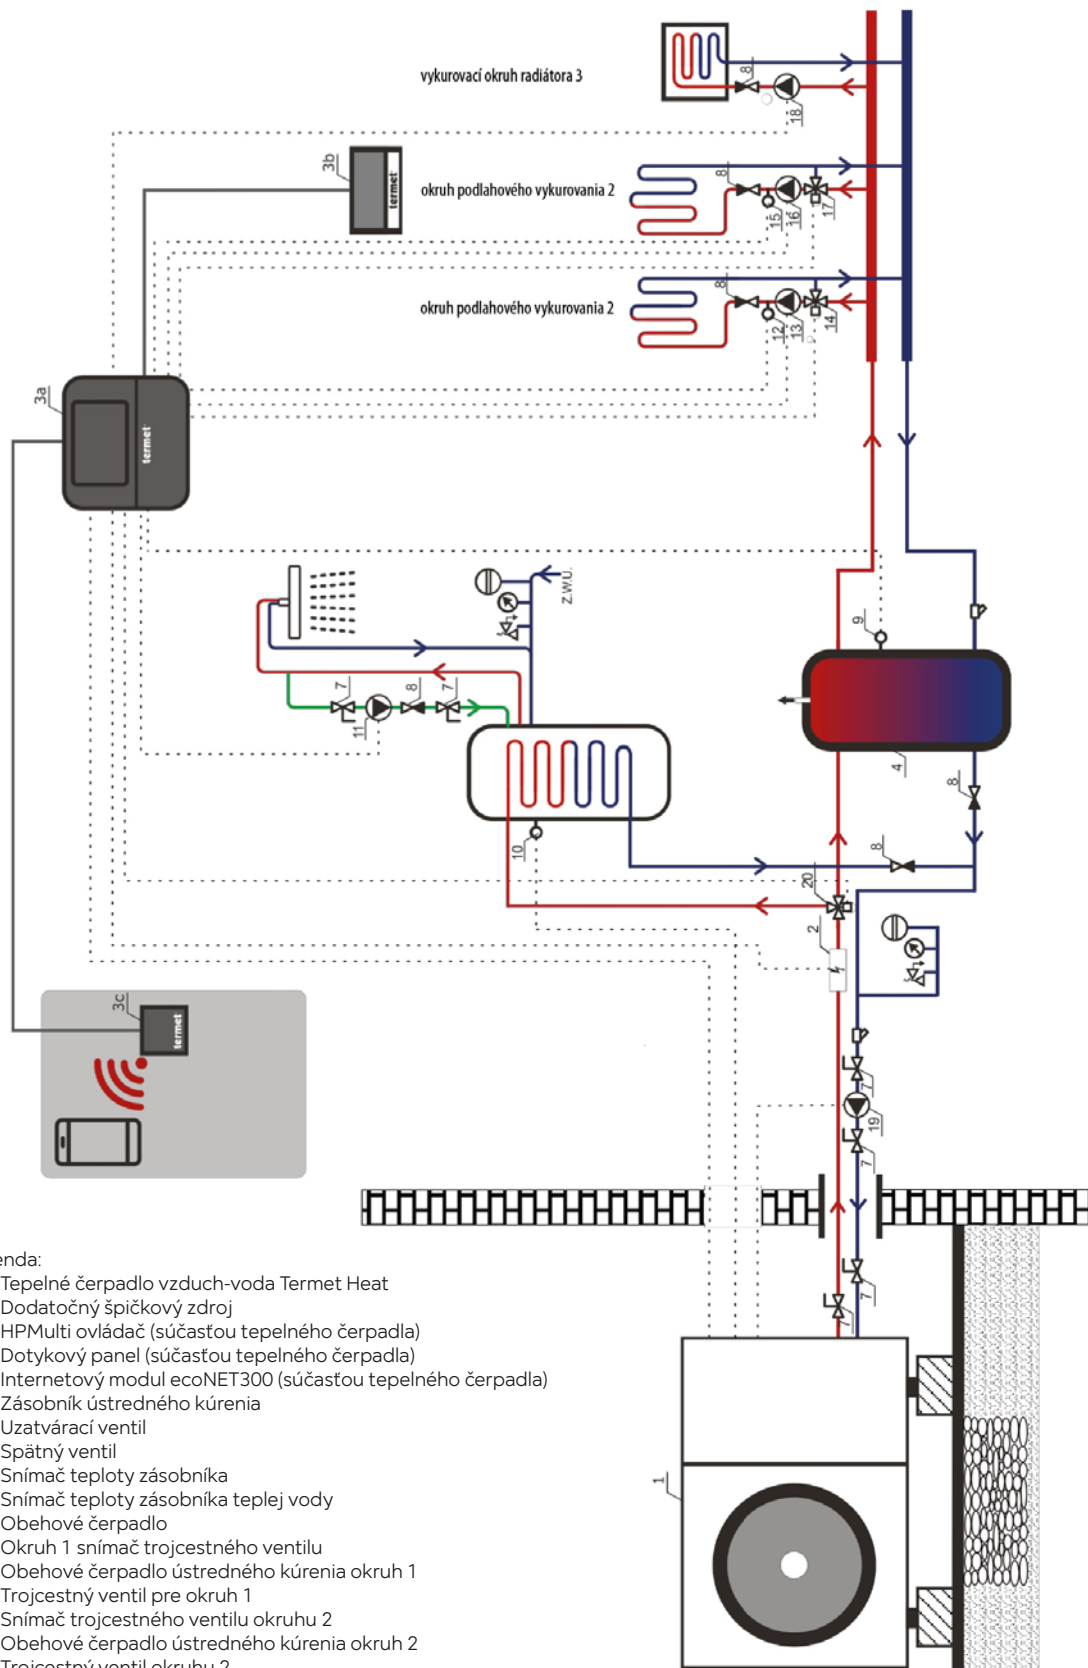 vykurovací okruh radiátora 3
8
18
3b
termet
okruh podlahového vykurovania 2
8
15
16
17
okruh podlahového vykurovania 2
8
12
13
14
3a
termet
Z.W.U.
7
8
7
11
9
4
8
10
8
20
2
3c
termet
7
19
7
7
7
1
enda:
Tepelné čerpadlo vzduch-voda Termet Heat
Dodatočný špičkový zdroj
HPMulti ovládač (súčasťou tepelného čerpadla)
Dotykový panel (súčasťou tepelného čerpadla)
Internetový modul ecoNET300 (súčasťou tepelného čerpadla)
Zásobník ústredného kúrenia
Uzatvárací ventil
Spätný ventil
Snímač teploty zásobníka
Snímač teploty zásobníka teplej vody
Obehové čerpadlo
Okruh 1 snímač trojcestného ventilu
Obehové čerpadlo ústredného kúrenia okruh 1
Trojcestný ventil pre okruh 1
Snímač trojcestného ventilu okruhu 2
Obehové čerpadlo ústredného kúrenia okruh 2
Trojcestný ventil okruhu 2